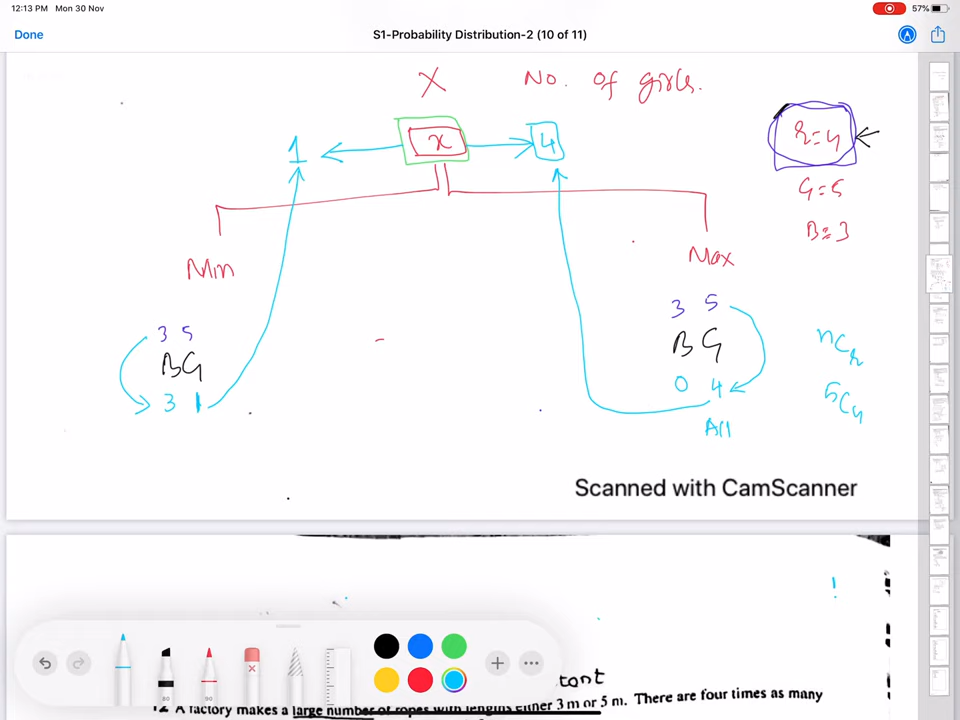 12:13 PM Mon 30 Nov
57%
Done
S1-Probability Distribution-2 (10 of 11)
X No. of girls.
1 x 4
r=4
G=5
B=3
Min
Max
3 5
BG
3 1
3 5
BG
0 4
All
nCr
5C4
Scanned with CamScanner
!
tant
12 A factory makes a large number of ropes with lengths either 3 m or 5 m. There are four times as many